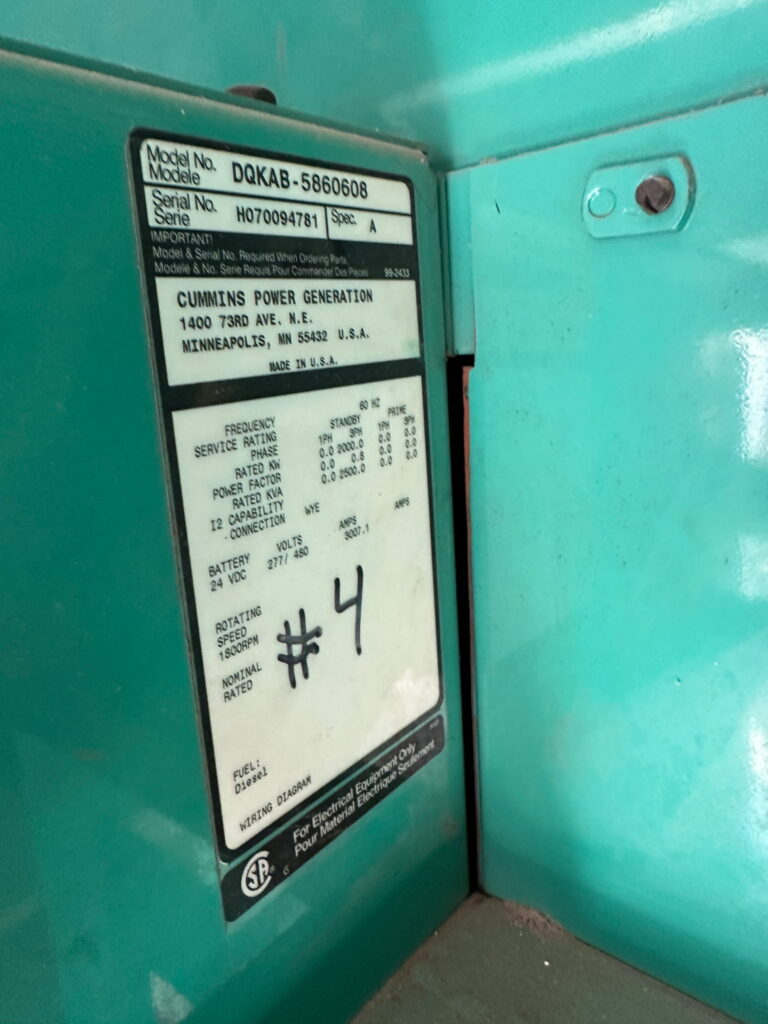 Model No. DQKAB-5860608
Modele
Serial No. H070094781 Spec. A
Serie
IMPORTANT!
Model & Serial No. Required When Ordering Parts
Modele & No. Serie Requis Pour Commander Des Pieces 99-2433
CUMMINS POWER GENERATION
1400 73RD AVE. N.E.
MINNEAPOLIS, MN 55432 U.S.A.
MADE IN U.S.A.
FREQUENCY 60 HZ
SERVICE RATING STANDBY PRIME
PHASE 1PH 3PH 1PH 3PH
RATED KW 0.0 2000.0 0.0 0.0
POWER FACTOR 0.0 0.8 0.0 0.0
RATED KVA 0.0 2500.0 0.0 0.0
I2 CAPABILITY
-CONNECTION WYE
BATTERY VOLTS AMPS AMPS
24 VDC 277/ 480 3007.1
ROTATING
SPEED
1800RPM
# 4
NOMINAL
RATED
FUEL:
Diesel
WIRING DIAGRAM
For Electrical Equipment Only
Pour Material Electrique Seulement
SA ®
G